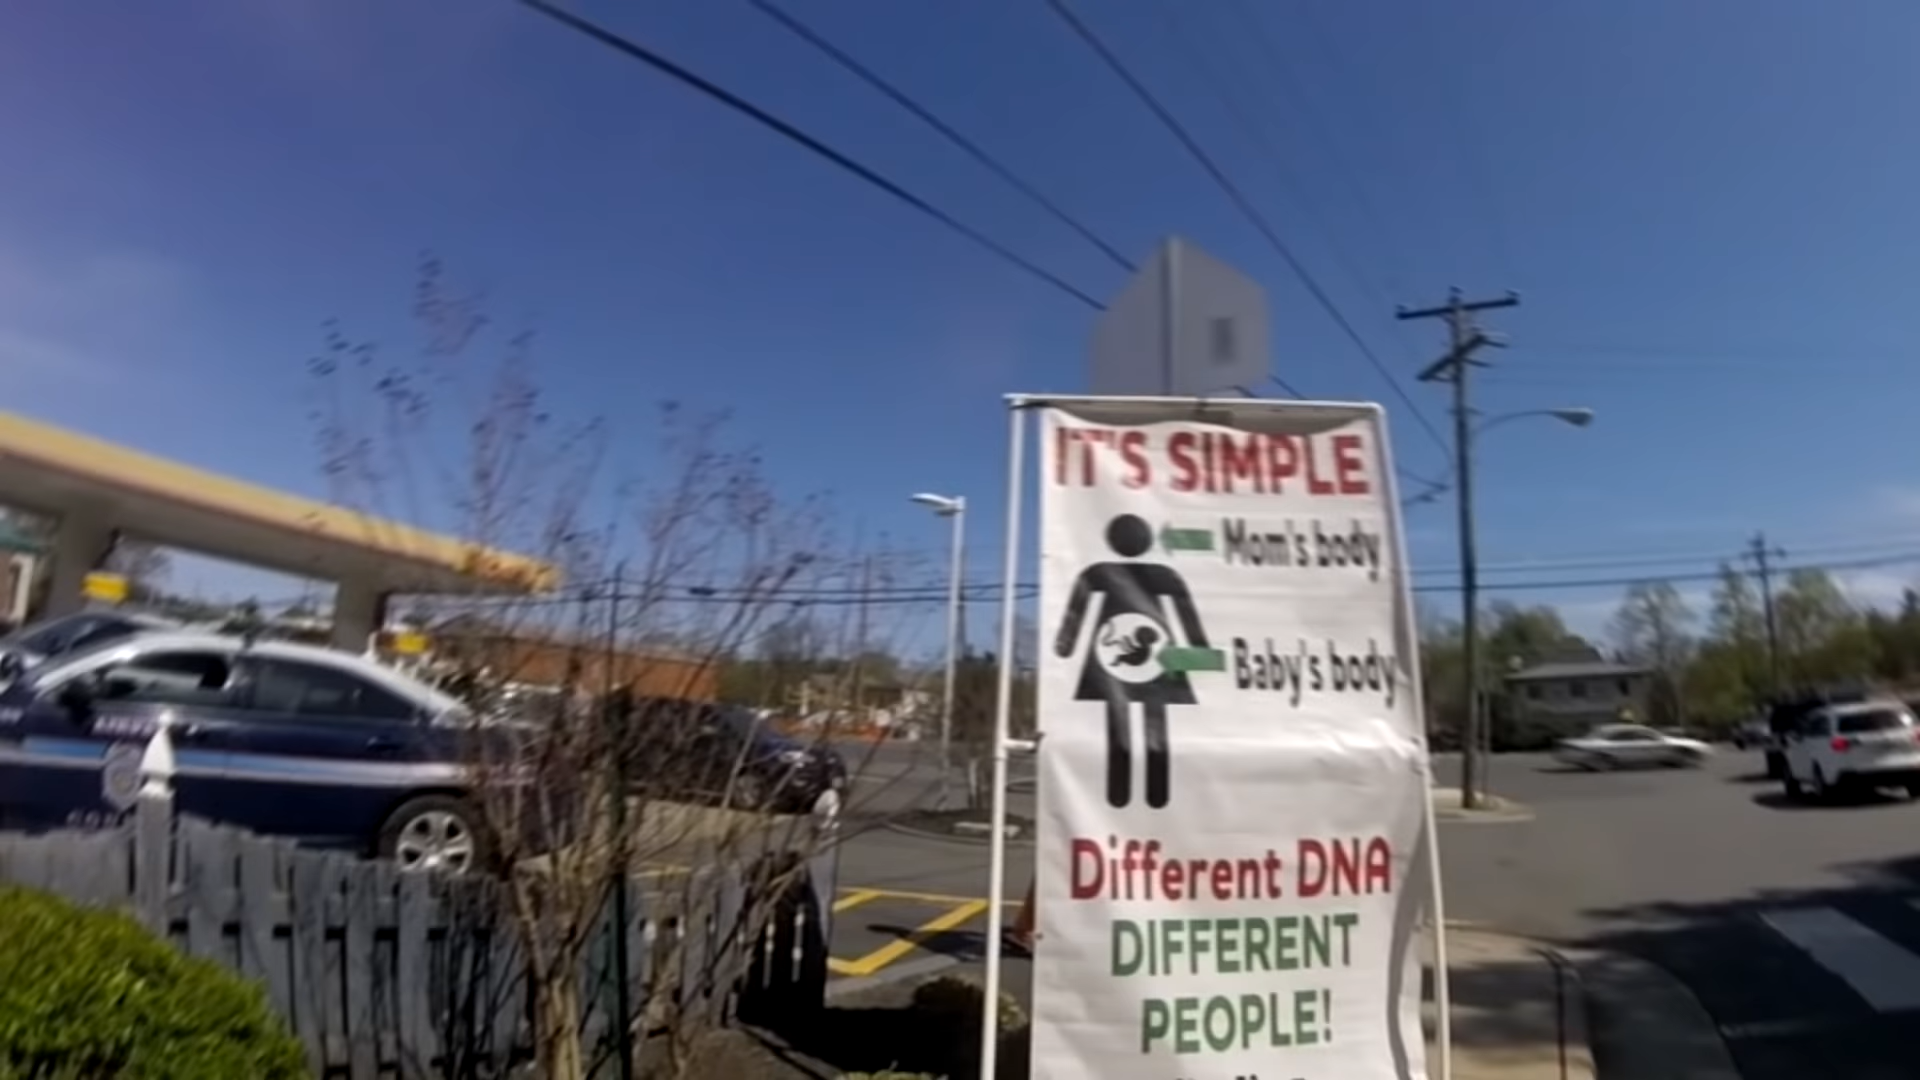 IT'S SIMPLE
Mom's body
Baby's body
Different DNA
DIFFERENT
PEOPLE!